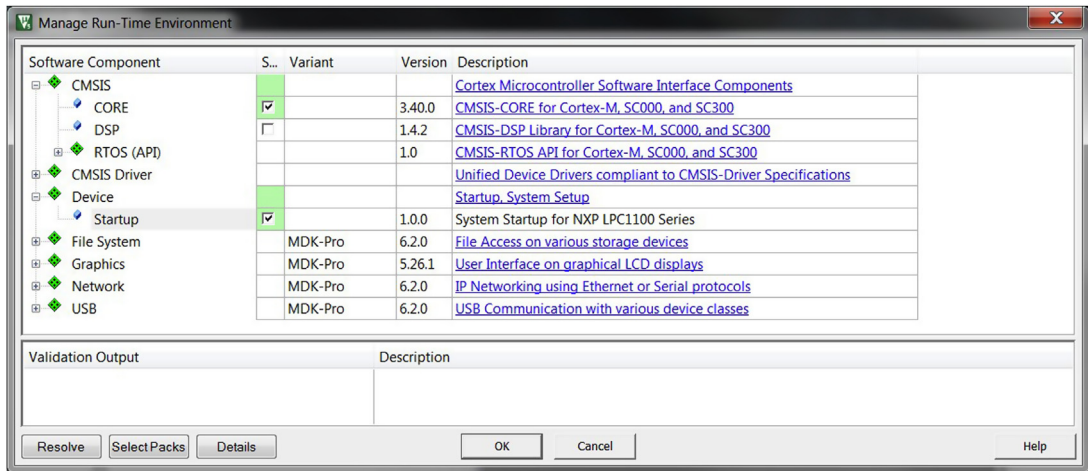 Manage Run-Time Environment
Software Component S... Variant Version Description
CMSIS Cortex Microcontroller Software Interface Components
CORE 3.40.0 CMSIS-CORE for Cortex-M, SC000, and SC300
DSP 1.4.2 CMSIS-DSP Library for Cortex-M, SC000, and SC300
RTOS (API) 1.0 CMSIS-RTOS API for Cortex-M, SC000, and SC300
CMSIS Driver Unified Device Drivers compliant to CMSIS-Driver Specifications
Device Startup, System Setup
Startup 1.0.0 System Startup for NXP LPC1100 Series
File System MDK-Pro 6.2.0 File Access on various storage devices
Graphics MDK-Pro 5.26.1 User Interface on graphical LCD displays
Network MDK-Pro 6.2.0 IP Networking using Ethernet or Serial protocols
USB MDK-Pro 6.2.0 USB Communication with various device classes
Validation Output Description
Resolve Select Packs Details OK Cancel Help